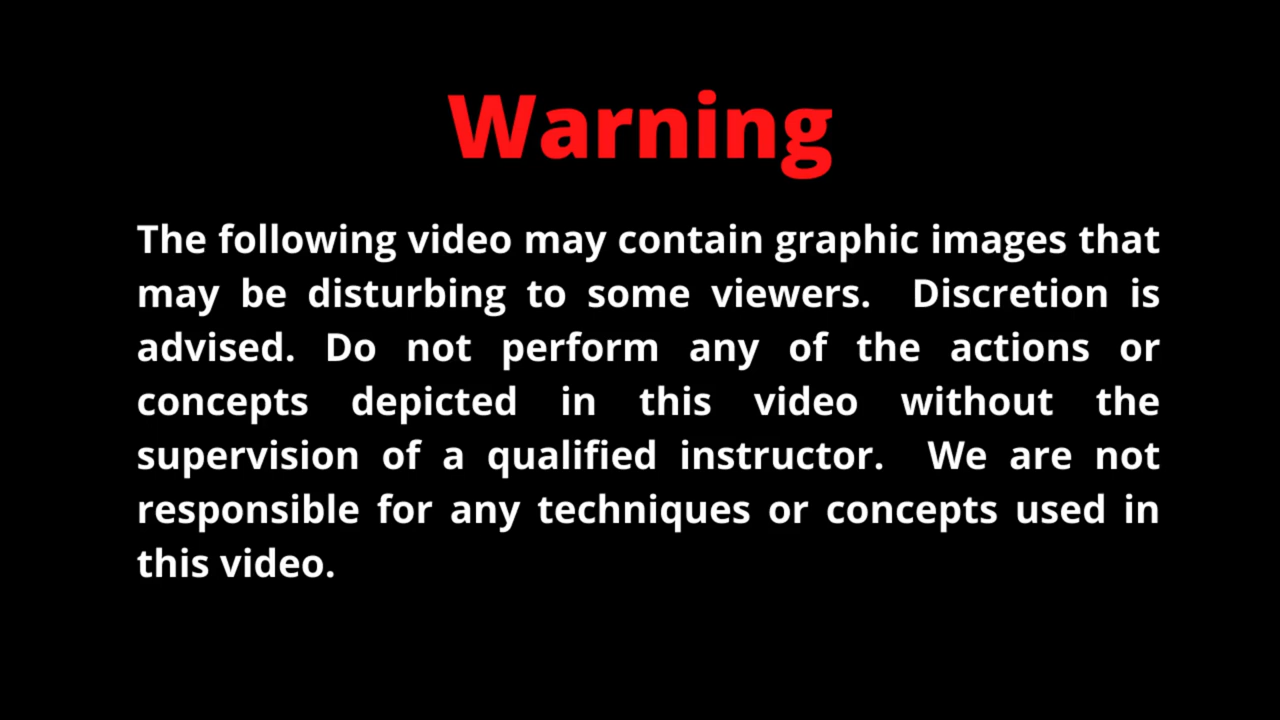 Warning
The following video may contain graphic images that
may be disturbing to some viewers.  Discretion is
advised. Do not perform any of the actions or
concepts depicted in this video without the
supervision of a qualified instructor.  We are not
responsible for any techniques or concepts used in
this video.